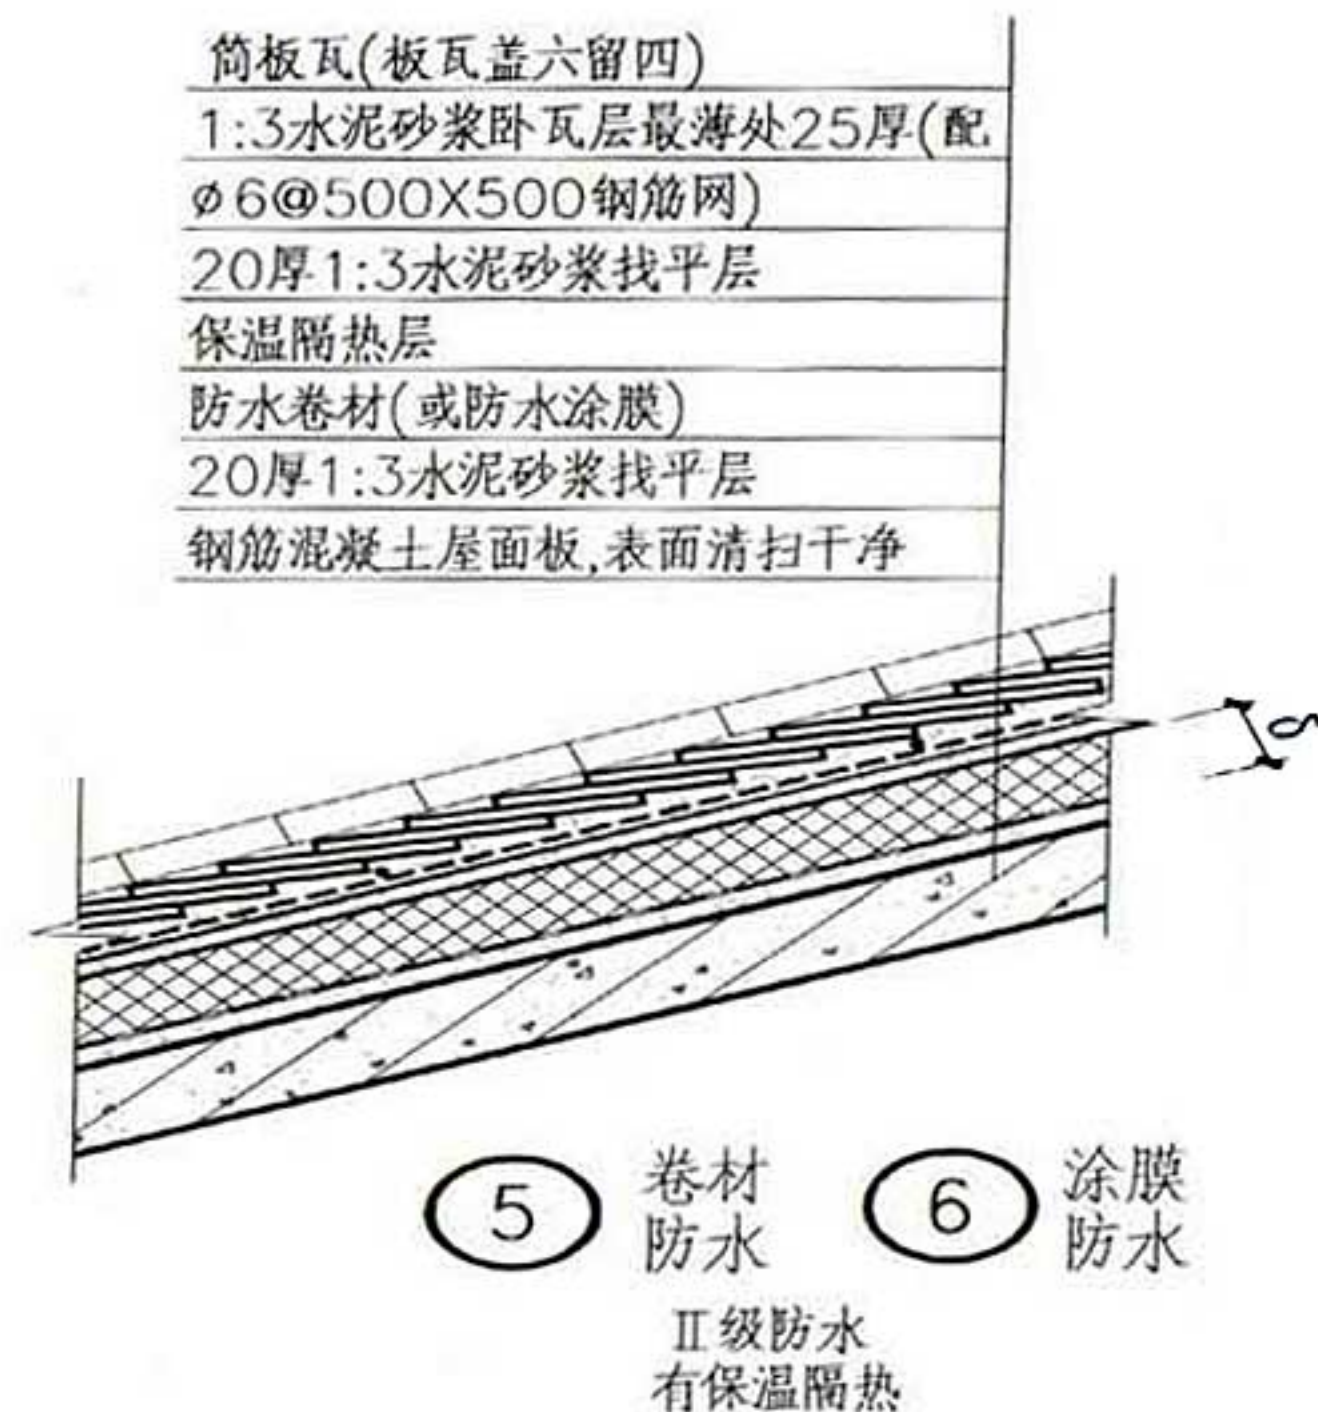 筒板瓦(板瓦盖六留四)
1:3水泥砂浆卧瓦层最薄处25厚(配
φ6@500X500钢筋网)
20厚1:3水泥砂浆找平层
保温隔热层
防水卷材(或防水涂膜)
20厚1:3水泥砂浆找平层
钢筋混凝土屋面板,表面清扫干净
δ
5 卷材防水 6 涂膜防水
Ⅱ级防水
有保温隔热